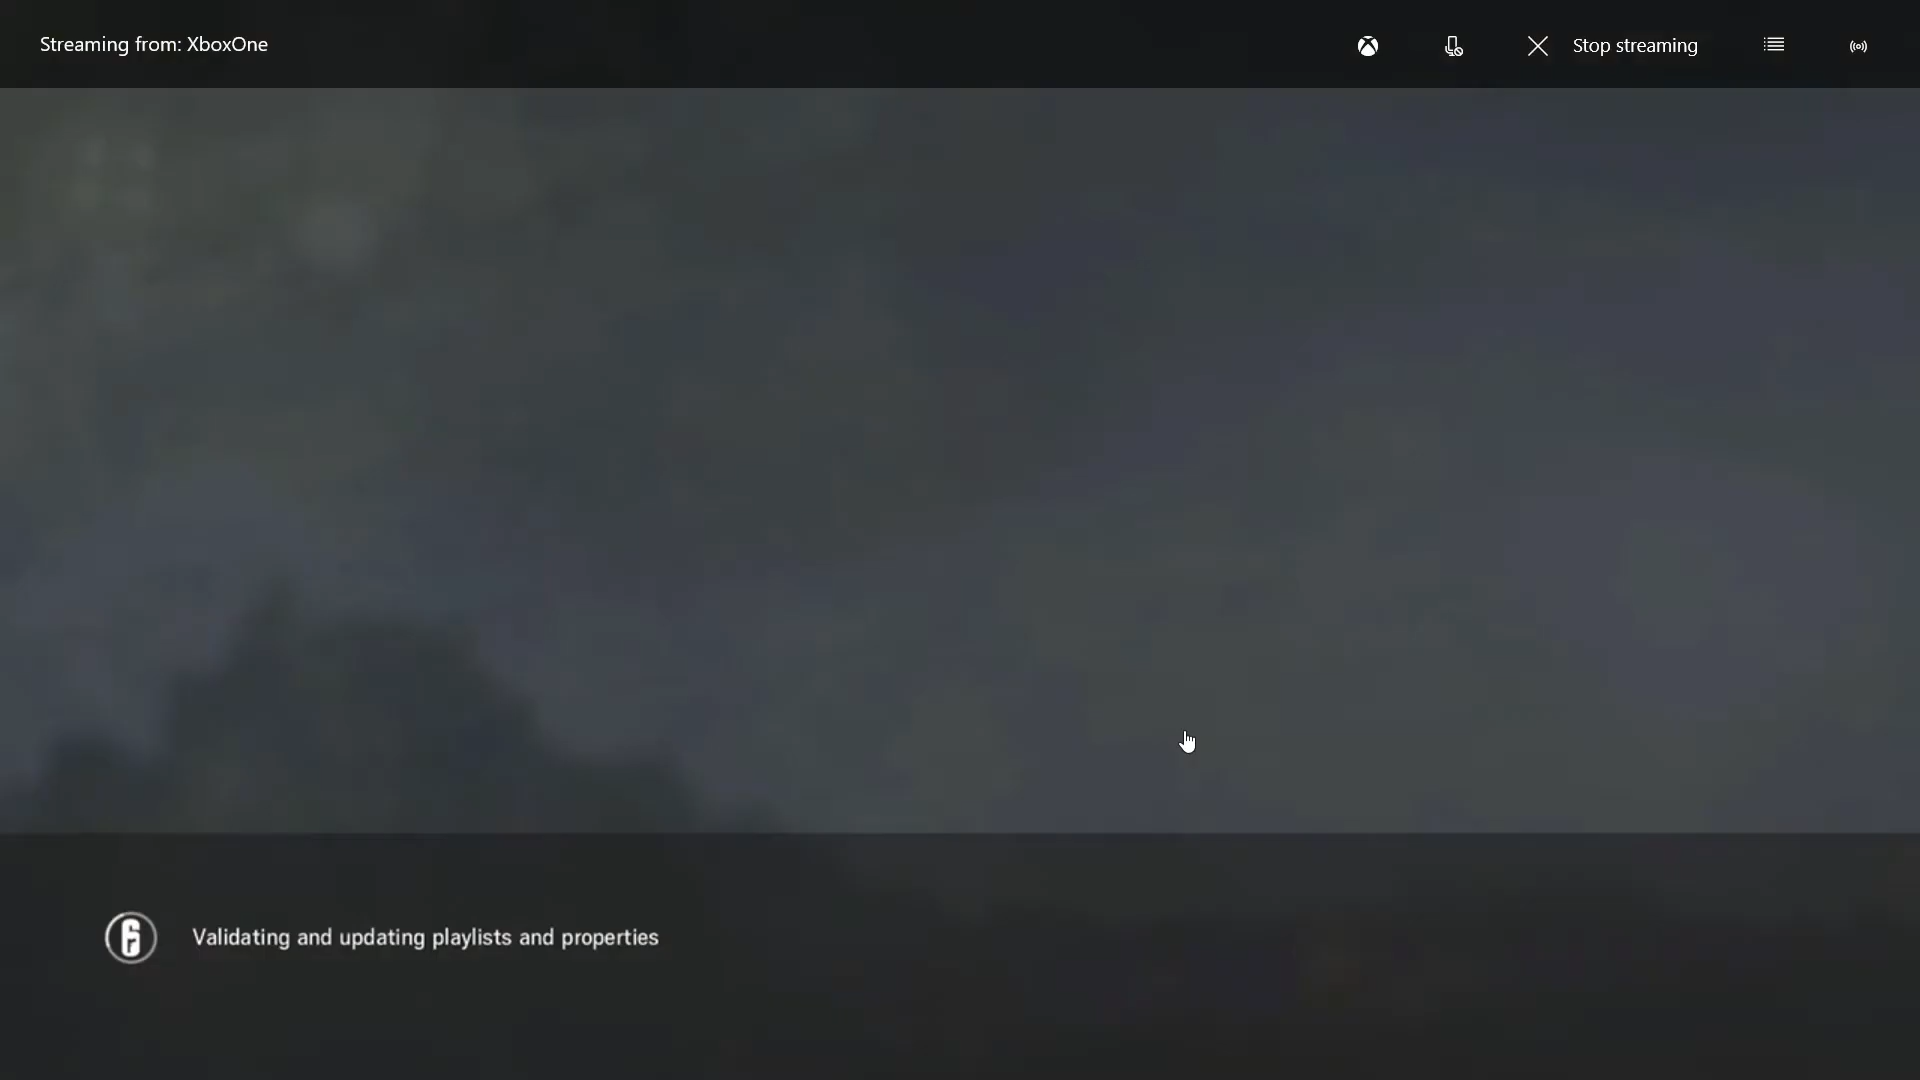 Streaming from: XboxOne
Stop streaming
Validating and updating playlists and properties